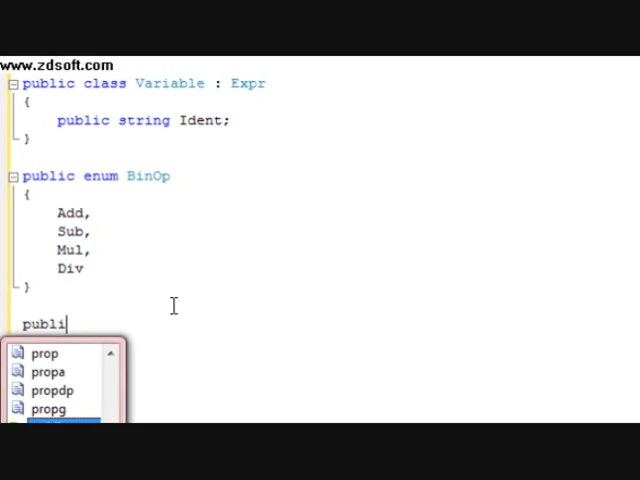 www.zdsoft.com
public class Variable : Expr
{
public string Ident;
}
public enum BinOp
{
Add,
Sub,
Mul,
Div
}
publi
prop
propa
propdp
propg